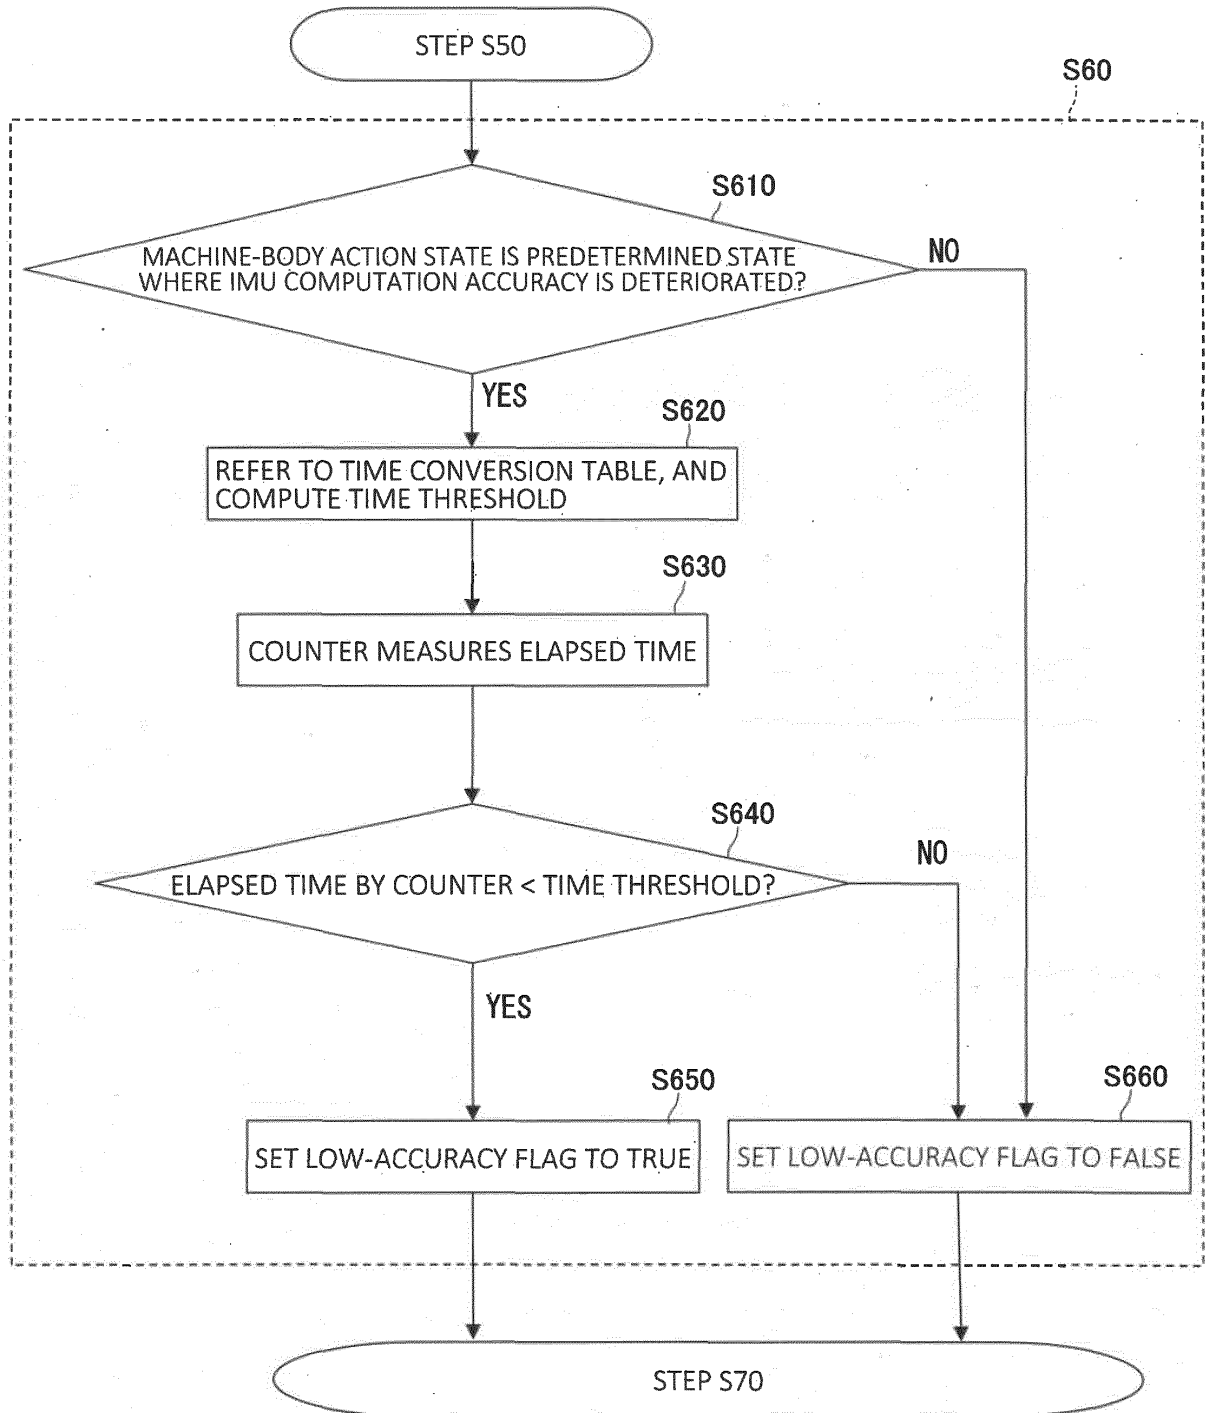 STEP S50
S60
S610
MACHINE-BODY ACTION STATE IS PREDETERMINED STATE
WHERE IMU COMPUTATION ACCURACY IS DETERIORATED?
NO
YES
S620
REFER TO TIME CONVERSION TABLE, AND
COMPUTE TIME THRESHOLD
S630
COUNTER MEASURES ELAPSED TIME
S640
ELAPSED TIME BY COUNTER < TIME THRESHOLD?
NO
YES
S650
SET LOW-ACCURACY FLAG TO TRUE
S660
SET LOW-ACCURACY FLAG TO FALSE
STEP S70